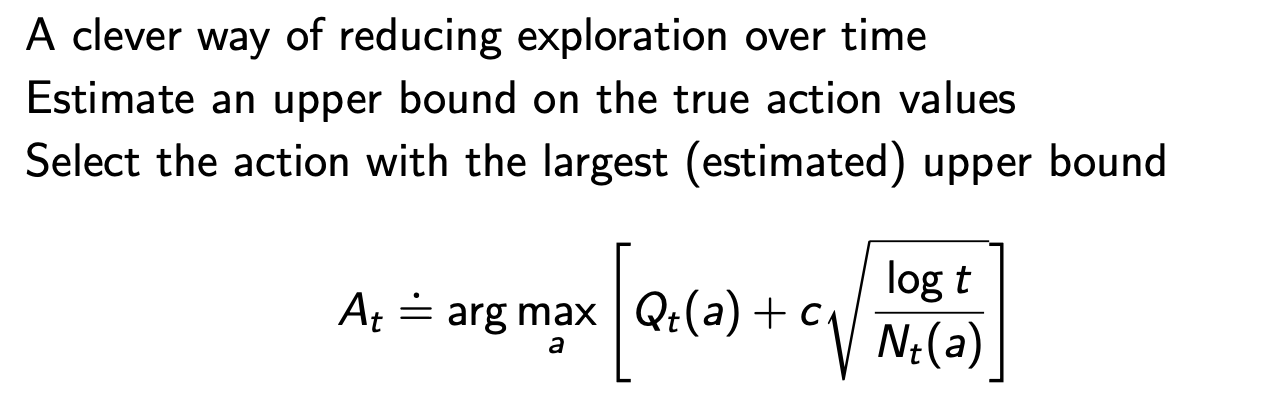 A clever way of reducing exploration over time
Estimate an upper bound on the true action values
Select the action with the largest (estimated) upper bound
A_t ≐ arg max_a [ Q_t(a) + c √( log t / N_t(a) ) ]